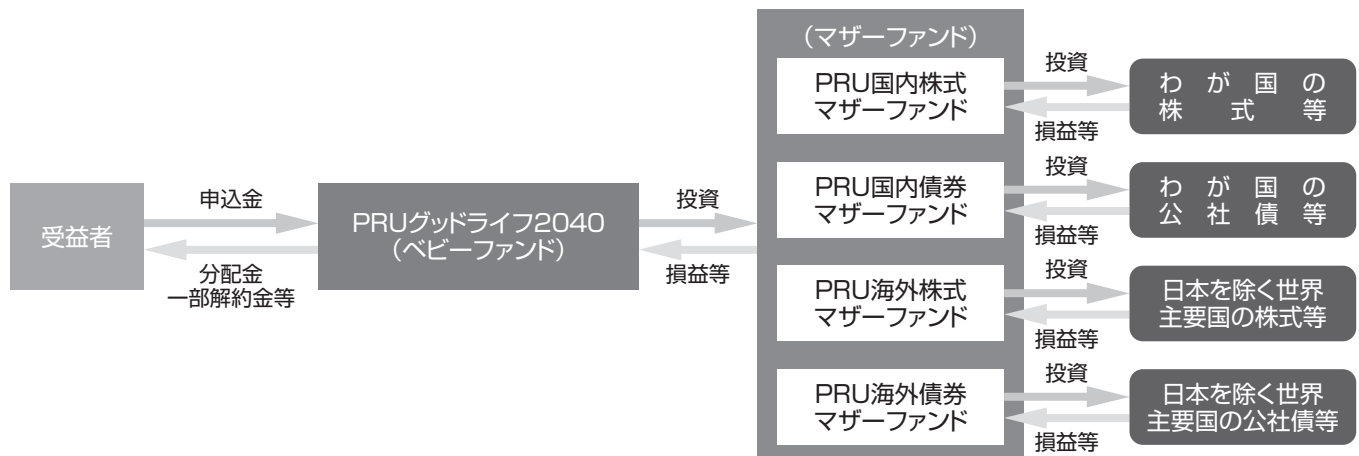 受益者
申込金
分配金
一部解約金等
PRUグッドライフ2040
（ベビーファンド）
投資
損益等
（マザーファンド）
PRU国内株式
マザーファンド
投資
損益等
わが国の
株式等
PRU国内債券
マザーファンド
投資
損益等
わが国の
公社債等
PRU海外株式
マザーファンド
投資
損益等
日本を除く世界
主要国の株式等
PRU海外債券
マザーファンド
投資
損益等
日本を除く世界
主要国の公社債等